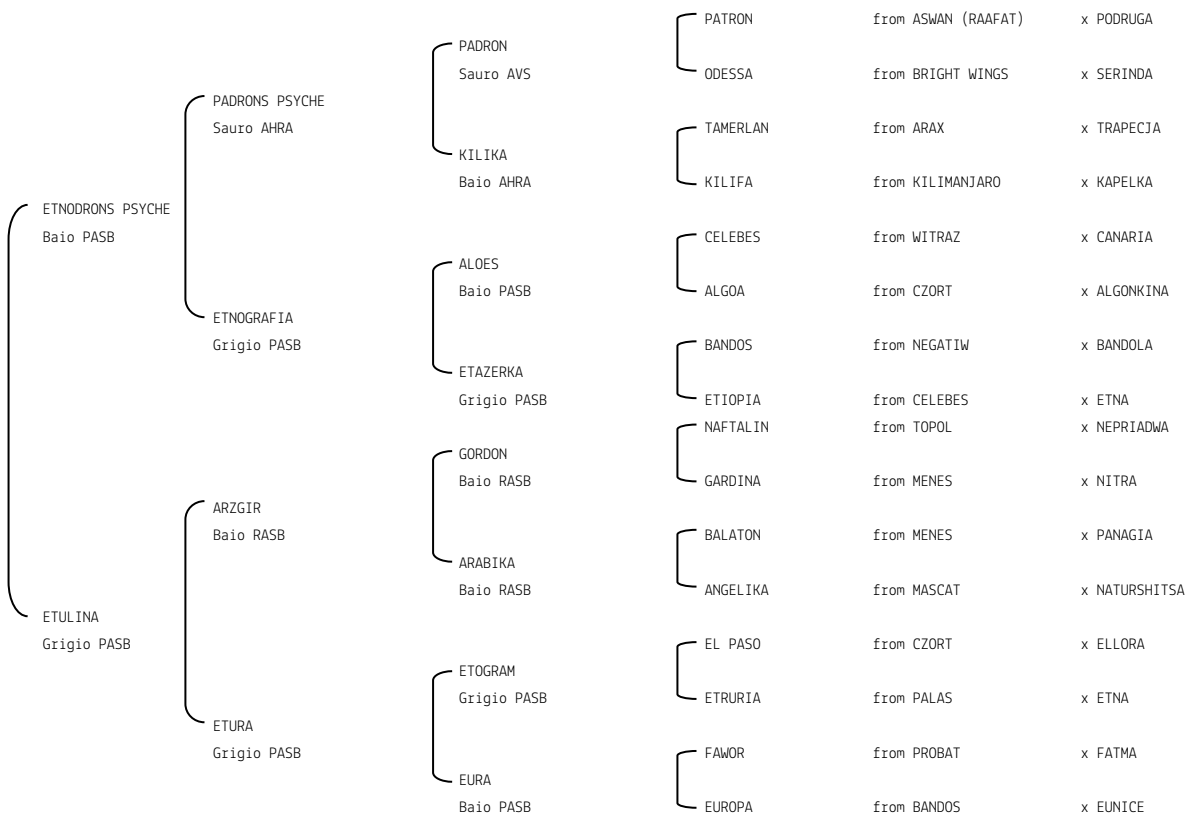 PATRON from ASWAN (RAAFAT) x PODRUGA
PADRON
Sauro AVS ODESSA from BRIGHT WINGS x SERINDA
PADRONS PSYCHE
Sauro AHRA TAMERLAN from ARAX x TRAPECJA
KILIKA
Baio AHRA KILIFA from KILIMANJARO x KAPELKA
ETNODRONS PSYCHE
Baio PASB CELEBES from WITRAZ x CANARIA
ALOES
Baio PASB ALGOA from CZORT x ALGONKINA
ETNOGRAFIA
Grigio PASB BANDOS from NEGATIW x BANDOLA
ETAZERKA
Grigio PASB ETIOPIA from CELEBES x ETNA
NAFTALIN from TOPOL x NEPRIADWA
GORDON
Baio RASB GARDINA from MENES x NITRA
ARZGIR
Baio RASB BALATON from MENES x PANAGIA
ARABIKA
Baio RASB ANGELIKA from MASCAT x NATURSHITSA
ETULINA
Grigio PASB EL PASO from CZORT x ELLORA
ETOGRAM
Grigio PASB ETRURIA from PALAS x ETNA
ETURA
Grigio PASB FAWOR from PROBAT x FATMA
EURA
Baio PASB EUROPA from BANDOS x EUNICE